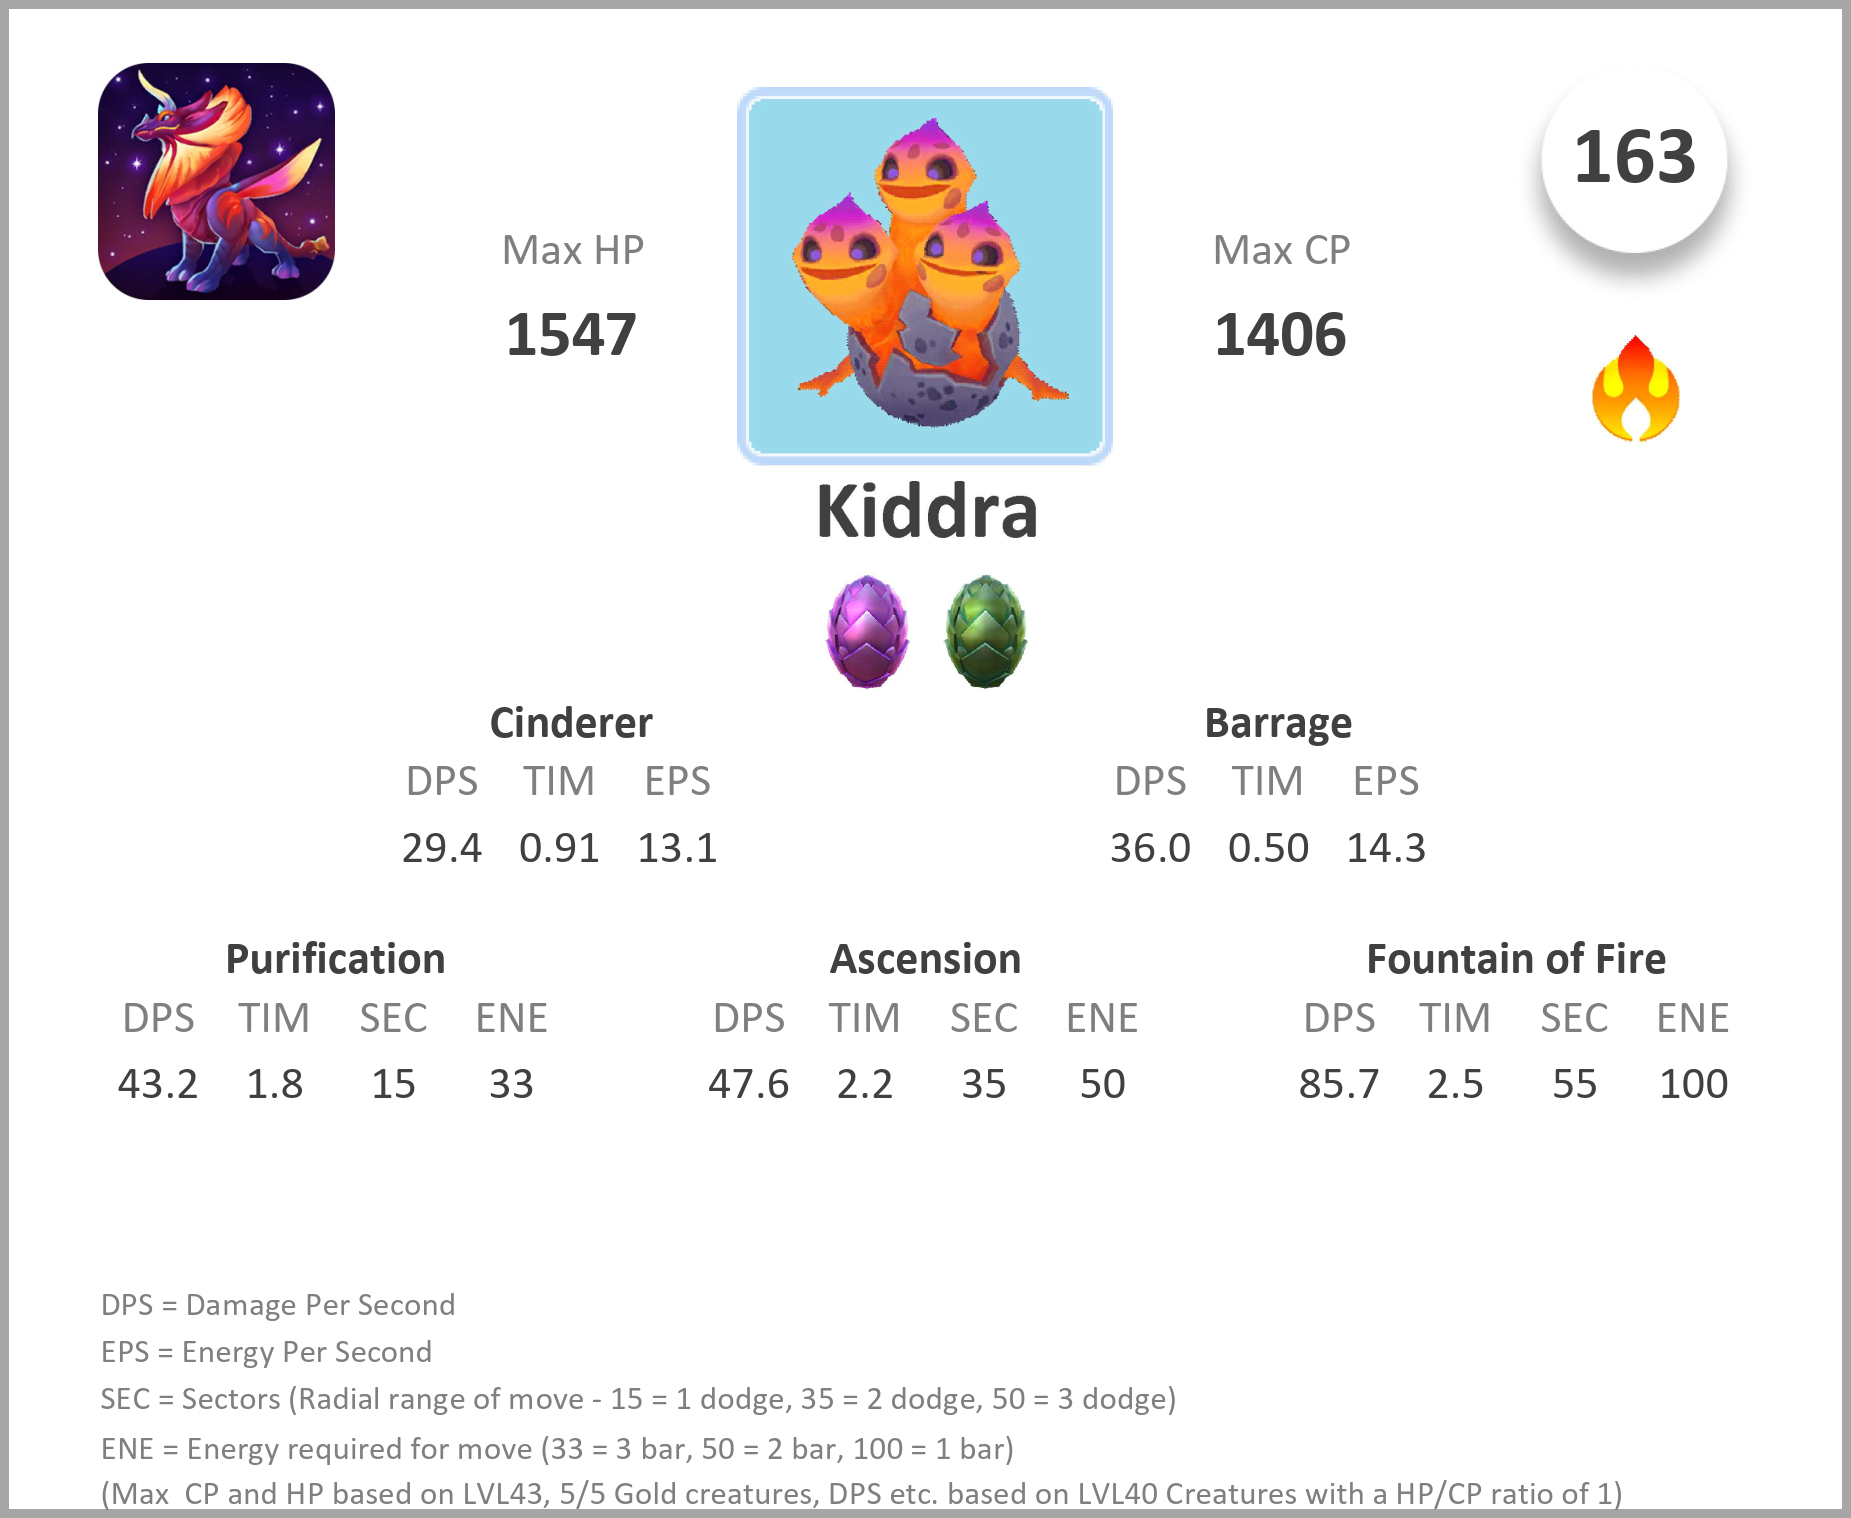 163
Max HP
1547
Max CP
1406
Kiddra
Cinderer
DPS TIM EPS
29.4 0.91 13.1
Barrage
DPS TIM EPS
36.0 0.50 14.3
Purification
DPS TIM SEC ENE
43.2 1.8 15 33
Ascension
DPS TIM SEC ENE
47.6 2.2 35 50
Fountain of Fire
DPS TIM SEC ENE
85.7 2.5 55 100
DPS = Damage Per Second
EPS = Energy Per Second
SEC = Sectors (Radial range of move - 15 = 1 dodge, 35 = 2 dodge, 50 = 3 dodge)
ENE = Energy required for move (33 = 3 bar, 50 = 2 bar, 100 = 1 bar)
(Max  CP and HP based on LVL43, 5/5 Gold creatures, DPS etc. based on LVL40 Creatures with a HP/CP ratio of 1)